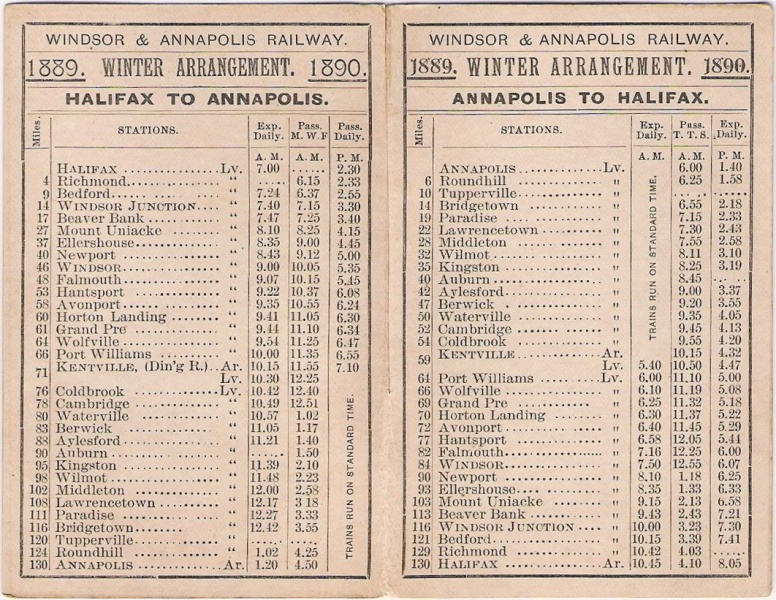 WINDSOR & ANNAPOLIS RAILWAY.
1889. WINTER ARRANGEMENT. 1890.
HALIFAX TO ANNAPOLIS.
Miles. STATIONS. Exp. Daily. Pass. M. W. F Pass. Daily.
A. M. A. M. P. M.
HALIFAX Lv. 7.00 ...... 2.30
4 Richmond ...... 6.15 2.33
9 Bedford " 7.24 6.37 2.55
14 WINDSOR JUNCTION " 7.40 7.15 3.30
17 Beaver Bank " 7.47 7.25 3.40
27 Mount Uniacke " 8.10 8.25 4.15
37 Ellershouse " 8.35 9.00 4.45
40 Newport " 8.43 9.12 5.00
46 WINDSOR " 9.00 10.05 5.35
48 Falmouth " 9.07 10.15 5.45
53 Hantsport " 9.22 10.37 6.08
58 Avonport " 9.35 10.55 6.24
60 Horton Landing " 9.41 11.05 6.30
61 Grand Pre " 9.44 11.10 6.34
64 Wolfville " 9.54 11.25 6.47
66 Port Williams " 10.00 11.35 6.55
71 KENTVILLE, (Din'g R.) Ar. 10.15 11.55 7.10
Lv. 10.30 12.25
76 Coldbrook " 10.42 12.40
78 Cambridge " 10.49 12.51
80 Waterville " 10.57 1.02
83 Berwick " 11.05 1.17
88 Aylesford " 11.21 1.40
90 Auburn " ..... 1.50
95 Kingston " 11.39 2.10
98 Wilmot " 11.48 2.23
102 Middleton " 12.00 2.58
108 Lawrencetown " 12.17 3 18
111 Paradise " 12.27 3.33
116 Bridgetown " 12.42 3.55
120 Tupperville "
124 Roundhill " 1.02 4.25
130 ANNAPOLIS Ar. 1.20 4.50
TRAINS RUN ON STANDARD TIME.
WINDSOR & ANNAPOLIS RAILWAY.
1889. WINTER ARRANGEMENT. 1890.
ANNAPOLIS TO HALIFAX.
Miles. STATIONS. Exp. Daily. Pass. T. T. S. Exp. Daily.
A. M. A. M. P. M.
ANNAPOLIS Lv. 6.00 1.40
6 Roundhill " 6.25 1.58
10 Tupperville "
14 Bridgetown " 6.55 2.18
19 Paradise " 7.15 2.33
22 Lawrencetown " 7.30 2.43
28 Middleton " 7.55 2.58
32 Wilmot " 8.11 3.10
35 Kingston " 8.25 3.19
40 Auburn " 8.45
42 Aylesford " 9.00 3.37
47 Berwick " 9.20 3.55
50 Waterville " 9.35 4.05
52 Cambridge " 9.45 4.13
54 Coldbrook " 9.55 4.20
59 KENTVILLE Ar. 10.15 4.32
Lv. 5.40 10.50 4.47
64 Port Williams Lv. 6.00 11.10 5.00
66 Wolfville " 6.10 11.19 5.08
69 Grand Pre " 6.25 11.32 5.18
70 Horton Landing " 6.30 11.37 5.22
72 Avonport " 6.40 11.45 5.29
77 Hantsport " 6.58 12.05 5.44
82 Falmouth " 7.16 12.25 6.00
84 WINDSOR " 7.50 12.55 6.07
90 Newport " 8.10 1.18 6.25
93 Ellershouse " 8.35 1.33 6.33
103 Mount Uniacke " 9.15 2.13 6.58
113 Beaver Bank " 9.43 2.43 7.21
116 WINDSOR JUNCTION " 10.00 3.23 7.30
121 Bedford " 10.15 3.39 7.41
129 Richmond " 10.42 4.03
130 HALIFAX Ar. 10.45 4.10 8.05
TRAINS RUN ON STANDARD TIME.